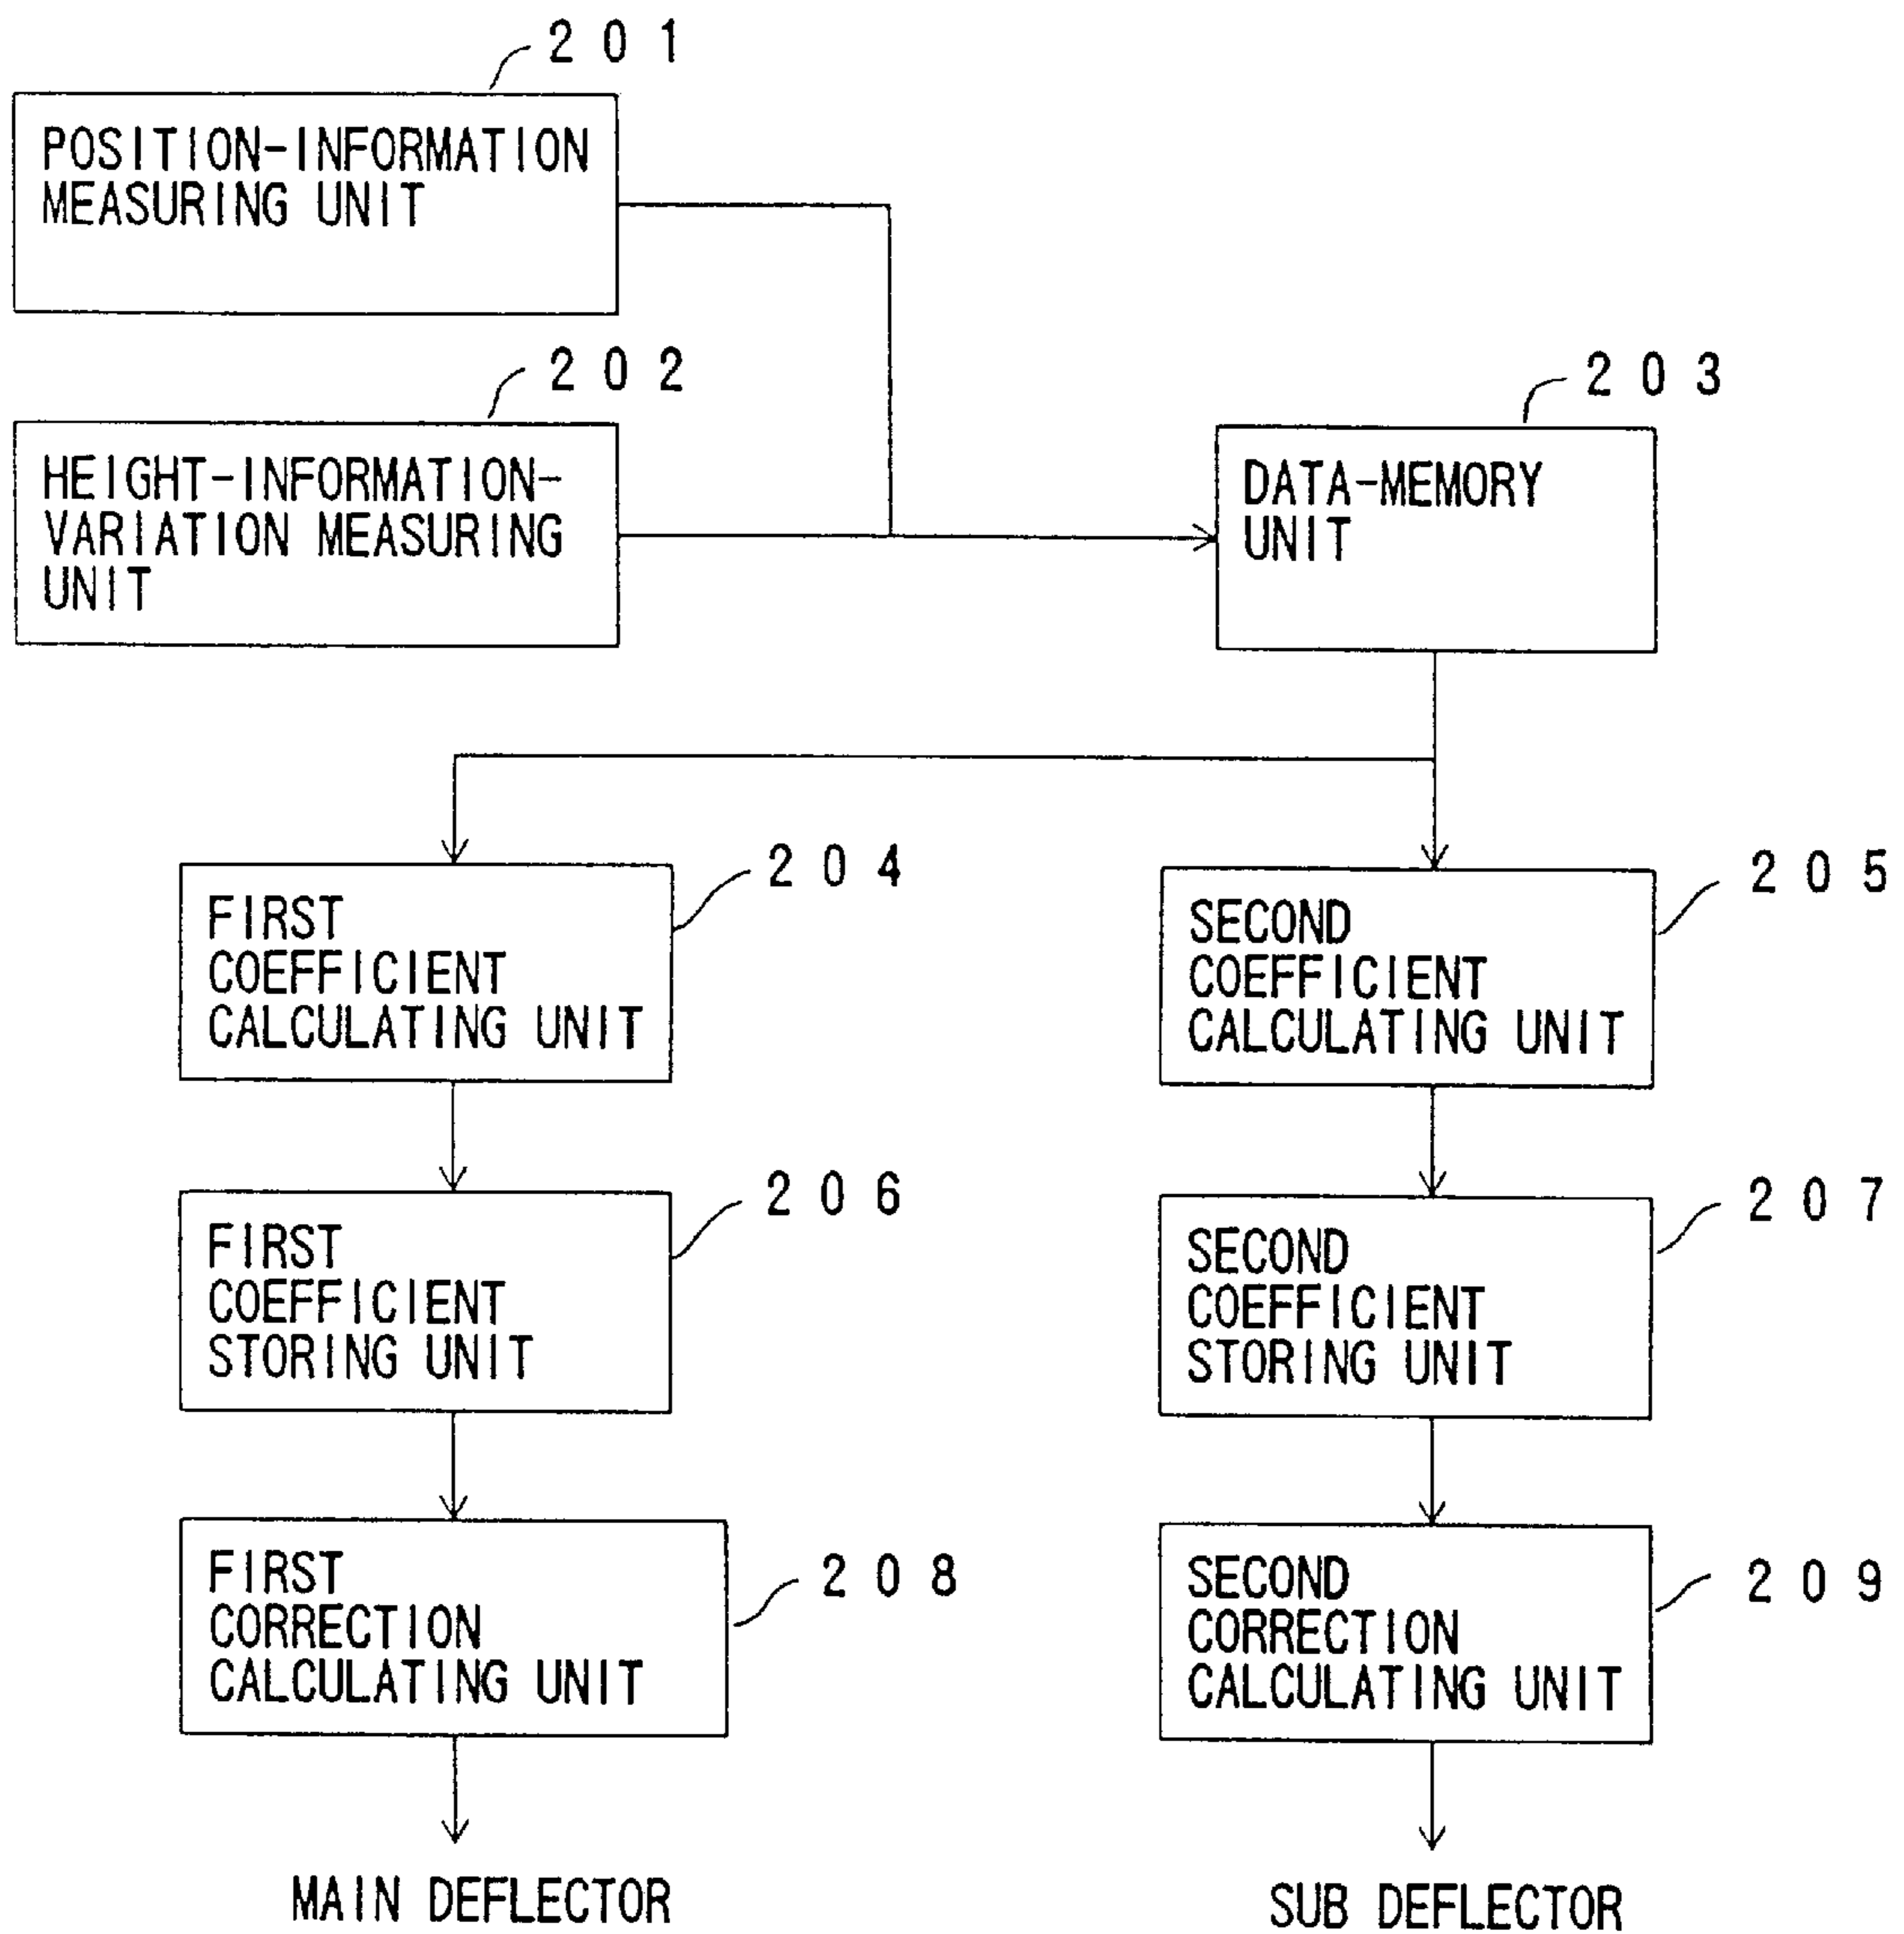 201
POSITION-INFORMATION
MEASURING UNIT
202
HEIGHT-INFORMATION-
VARIATION MEASURING
UNIT
203
DATA-MEMORY
UNIT
204
FIRST
COEFFICIENT
CALCULATING UNIT
205
SECOND
COEFFICIENT
CALCULATING UNIT
206
FIRST
COEFFICIENT
STORING UNIT
207
SECOND
COEFFICIENT
STORING UNIT
208
FIRST
CORRECTION
CALCULATING UNIT
209
SECOND
CORRECTION
CALCULATING UNIT
MAIN DEFLECTOR
SUB DEFLECTOR